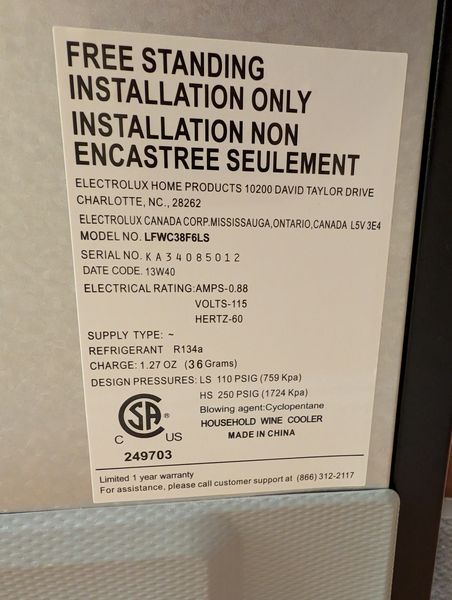 FREE STANDING
INSTALLATION ONLY
INSTALLATION NON
ENCASTREE SEULEMENT
ELECTROLUX HOME PRODUCTS 10200 DAVID TAYLOR DRIVE
CHARLOTTE, NC., 28262
ELECTROLUX CANADA CORP.MISSISSAUGA,ONTARIO,CANADA L5V 3E4
MODEL NO. LFWC38F6LS
SERIAL NO. KA34085012
DATE CODE. 13W40
ELECTRICAL RATING:AMPS-0.88
VOLTS-115
HERTZ-60
SUPPLY TYPE: ~
REFRIGERANT R134a
CHARGE: 1.27 OZ (36 Grams)
DESIGN PRESSURES: LS 110 PSIG (759 Kpa)
HS 250 PSIG (1724 Kpa)
Blowing agent:Cyclopentane
HOUSEHOLD WINE COOLER
MADE IN CHINA
CSA ®
C US
249703
Limited 1 year warranty
For assistance, please call customer support at (866) 312-2117